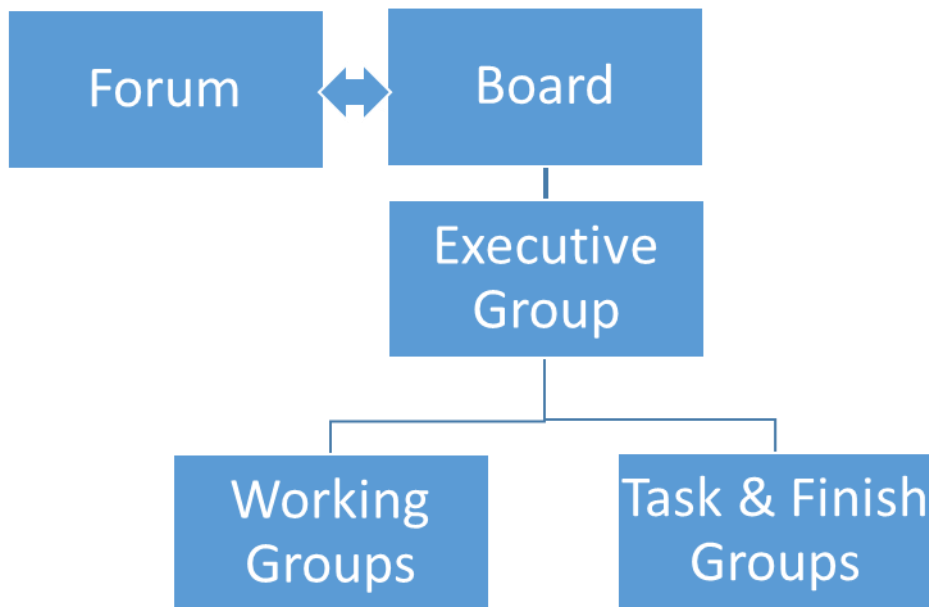 Forum
Board
Executive
Group
Working
Groups
Task & Finish
Groups